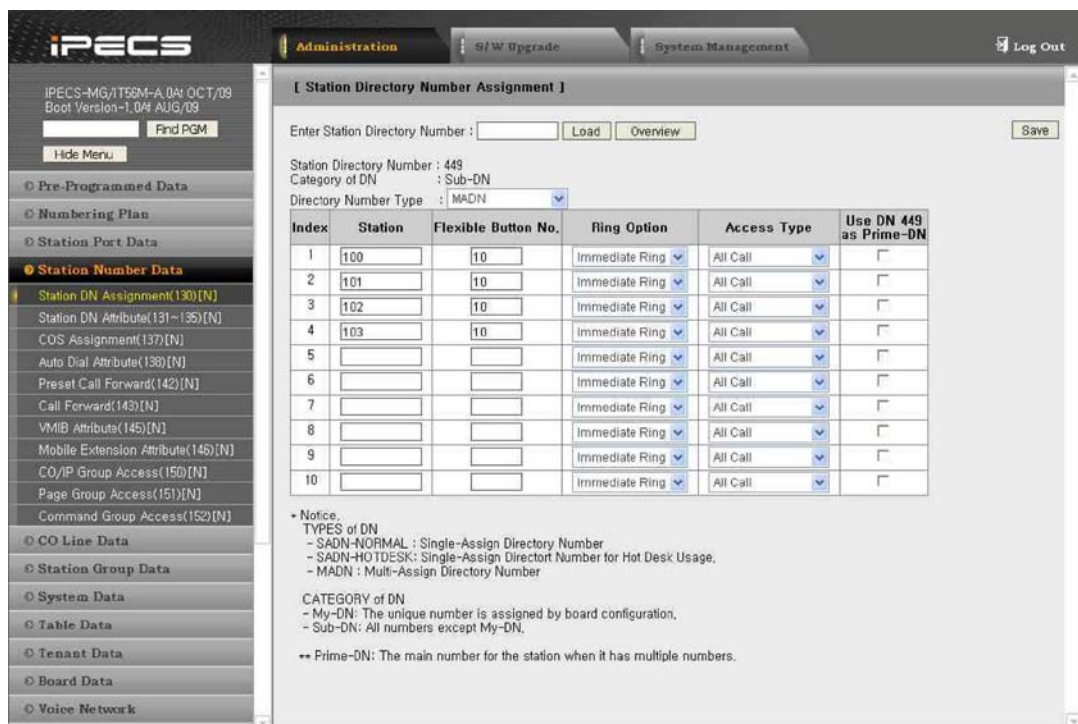 iPECS
Administration
S/W Upgrade
System Management
Log Out
IPECS-MG/IT56M-A.0At OCT/09
Boot Version-1.0Af AUG/09
Find PGM
Hide Menu
Pre-Programmed Data
Numbering Plan
Station Port Data
Station Number Data
Station DN Assignment(130)[N]
Station DN Attribute(131~135)[N]
COS Assignment(137)[N]
Auto Dial Attribute(138)[N]
Preset Call Forward(142)[N]
Call Forward(143)[N]
VMIB Attribute(145)[N]
Mobile Extension Attribute(146)[N]
CO/IP Group Access(150)[N]
Page Group Access(151)[N]
Command Group Access(152)[N]
CO Line Data
Station Group Data
System Data
Table Data
Tenant Data
Board Data
Voice Network
[ Station Directory Number Assignment ]
Enter Station Directory Number : Load Overview Save
Station Directory Number : 449
Category of DN : Sub-DN
Directory Number Type : MADN
Index Station Flexible Button No. Ring Option Access Type Use DN 449 as Prime-DN
1 100 10 Immediate Ring All Call
2 101 10 Immediate Ring All Call
3 102 10 Immediate Ring All Call
4 103 10 Immediate Ring All Call
5 Immediate Ring All Call
6 Immediate Ring All Call
7 Immediate Ring All Call
8 Immediate Ring All Call
9 Immediate Ring All Call
10 Immediate Ring All Call
* Notice.
TYPES of DN
- SADN-NORMAL : Single-Assign Directory Number
- SADN-HOTDESK: Single-Assign Directort Number for Hot Desk Usage.
- MADN : Multi-Assign Directory Number
CATEGORY of DN
- My-DN: The unique number is assigned by board configuration.
- Sub-DN: All numbers except My-DN.
** Prime-DN: The main number for the station when it has multiple numbers.